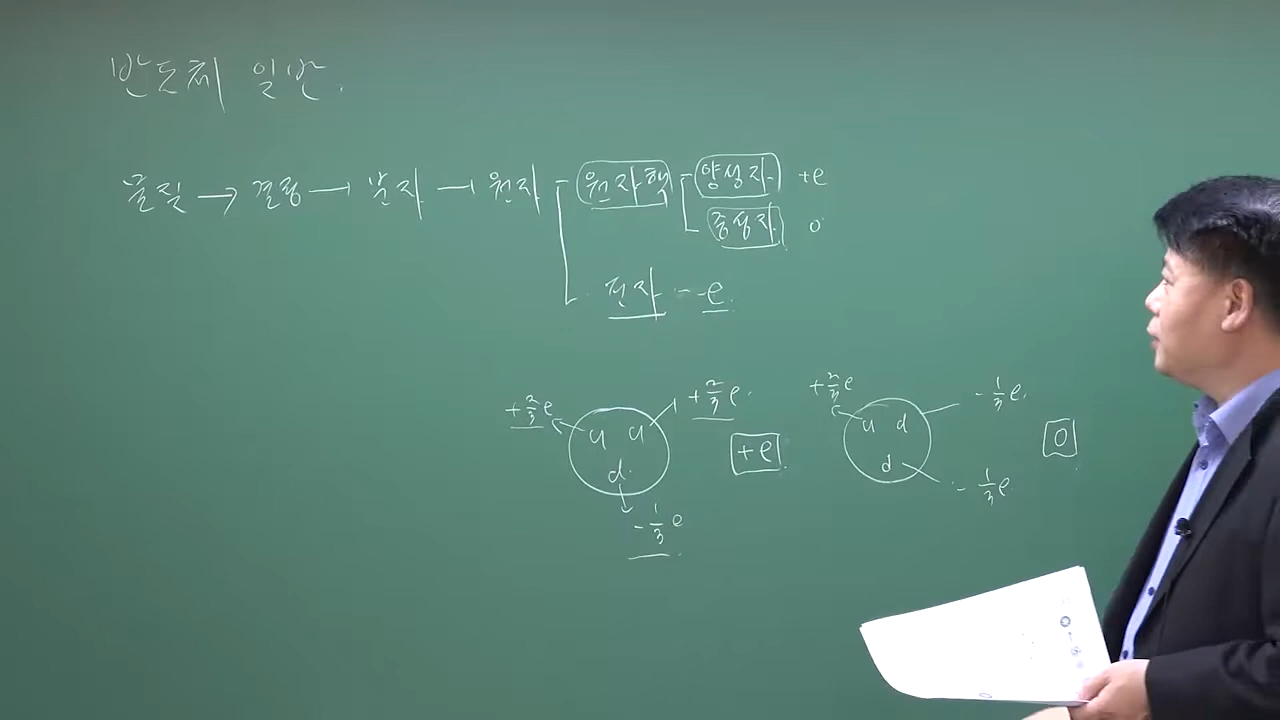 반도체 일반.
물질 → 결정 → 분자 → 원자 원자핵 양성자 +e
중성자 0
전자 - -e.
+2/3e +2/3e. +2/3e -1/3e.
u u +e u d 0
d. d -1/3e.
-1/3e